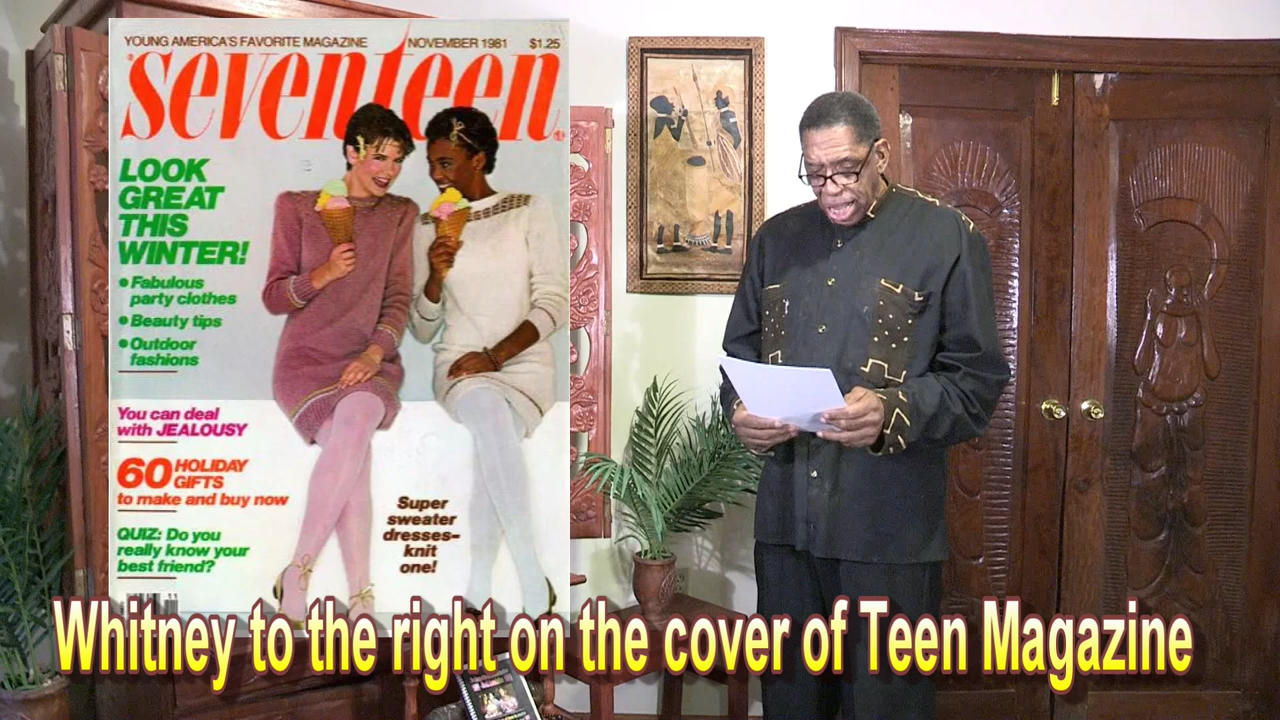 YOUNG AMERICA'S FAVORITE MAGAZINE NOVEMBER 1981 $1.25
seventeen
LOOK
GREAT
THIS
WINTER!
• Fabulous
party clothes
• Beauty tips
• Outdoor
fashions
You can deal
with JEALOUSY
60 HOLIDAY
GIFTS
to make and buy now
QUIZ: Do you
really know your
best friend?
Super
sweater
dresses–
knit
one!
Whitney to the right on the cover of Teen Magazine